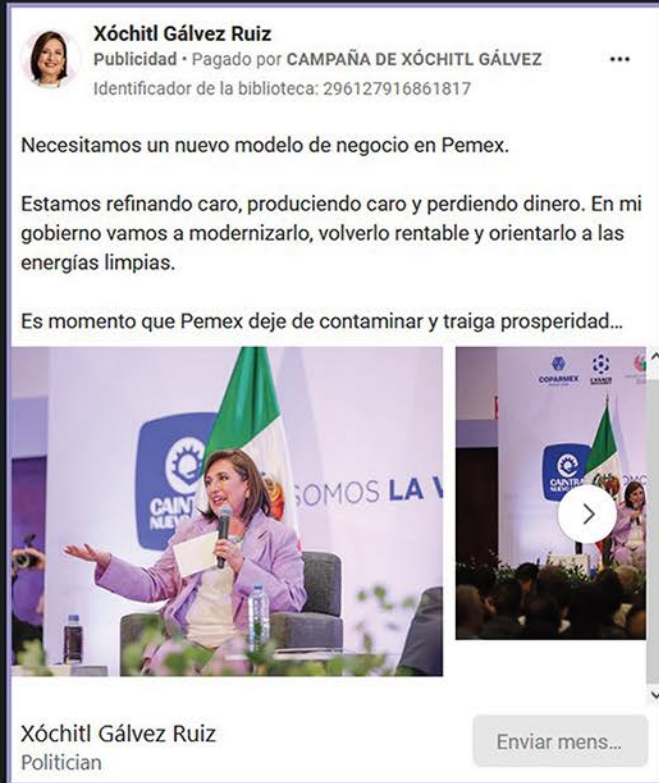 Xóchitl Gálvez Ruiz
Publicidad • Pagado por CAMPAÑA DE XÓCHITL GÁLVEZ
Identificador de la biblioteca: 296127916861817
Necesitamos un nuevo modelo de negocio en Pemex.
Estamos refinando caro, produciendo caro y perdiendo dinero. En mi
gobierno vamos a modernizarlo, volverlo rentable y orientarlo a las
energías limpias.
Es momento que Pemex deje de contaminar y traiga prosperidad...
CAINT
NUEV
SOMOS LA V
COPARMEX
CAINTRA
NUEVO
Xóchitl Gálvez Ruiz
Politician
Enviar mens...